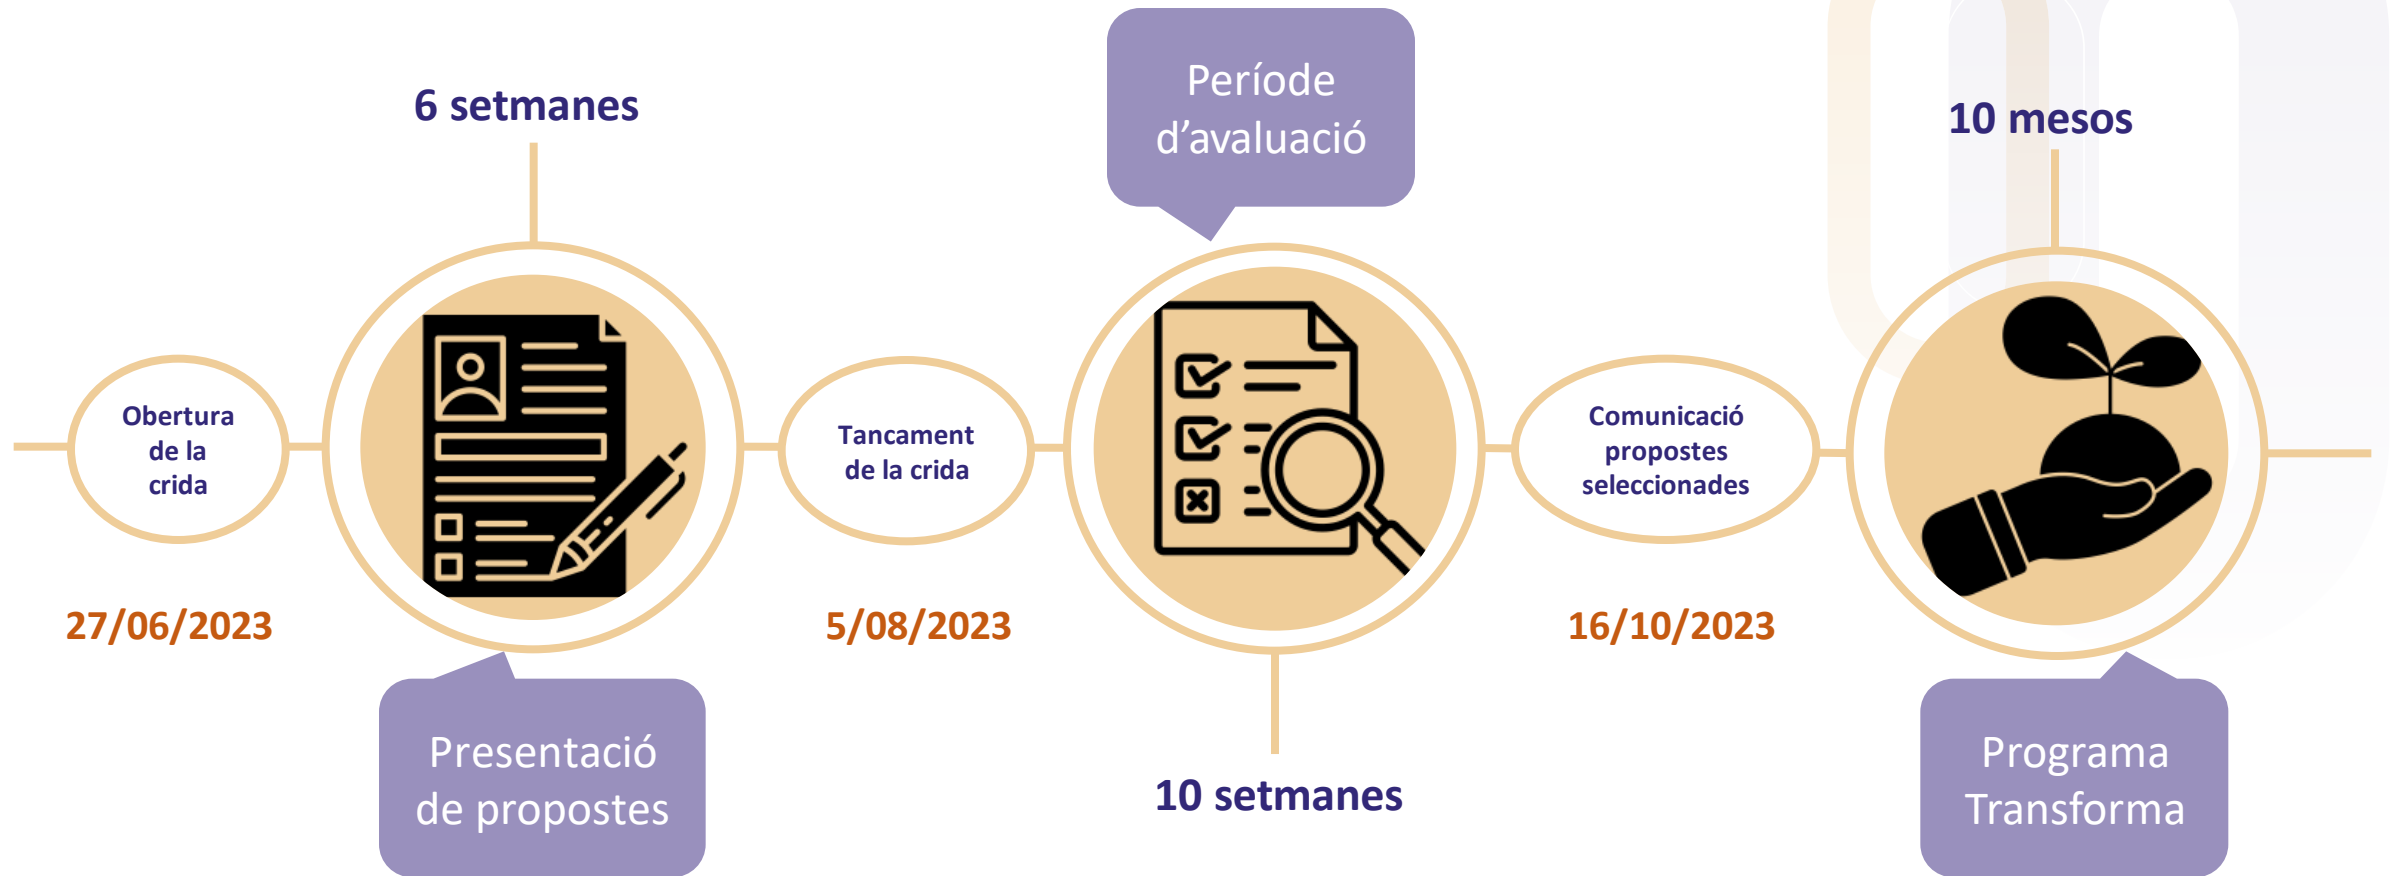 Obertura
de la
crida
27/06/2023
6 setmanes
Presentació
de propostes
Tancament
de la crida
5/08/2023
Període
d’avaluació
10 setmanes
Comunicació
propostes
seleccionades
16/10/2023
10 mesos
Programa
Transforma